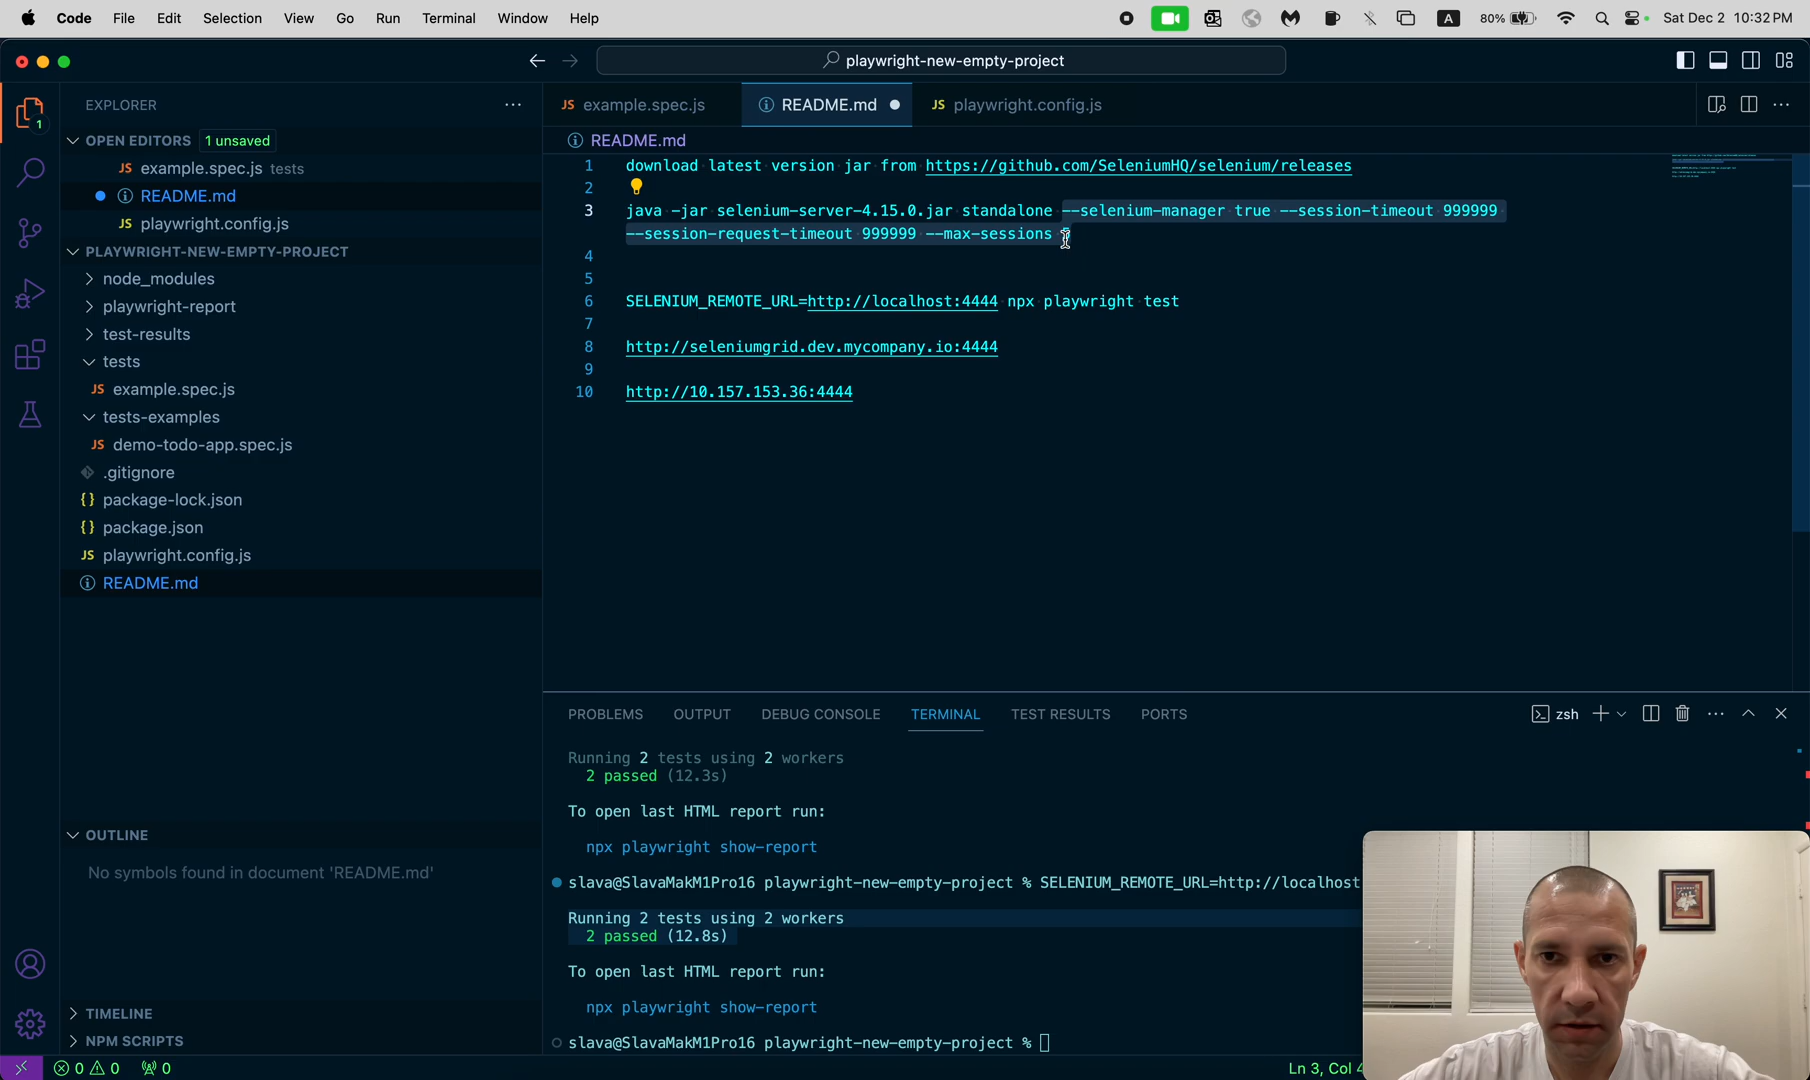 Code File Edit Selection View Go Run Terminal Window Help
A 80% Sat Dec 2 10:32 PM
playwright-new-empty-project
EXPLORER
1
OPEN EDITORS 1 unsaved
JS example.spec.js tests
README.md
JS playwright.config.js
PLAYWRIGHT-NEW-EMPTY-PROJECT
node_modules
playwright-report
test-results
tests
JS example.spec.js
tests-examples
JS demo-todo-app.spec.js
.gitignore
{} package-lock.json
{} package.json
JS playwright.config.js
README.md
OUTLINE
No symbols found in document 'README.md'
TIMELINE
NPM SCRIPTS
JS example.spec.js README.md JS playwright.config.js
README.md
1 download latest version jar from https://github.com/SeleniumHQ/selenium/releases
2
3 java -jar selenium-server-4.15.0.jar standalone --selenium-manager true --session-timeout 999999
--session-request-timeout 999999 --max-sessions
4
5
6 SELENIUM_REMOTE_URL=http://localhost:4444 npx playwright test
7
8 http://seleniumgrid.dev.mycompany.io:4444
9
10 http://10.157.153.36:4444
PROBLEMS OUTPUT DEBUG CONSOLE TERMINAL TEST RESULTS PORTS
zsh
Running 2 tests using 2 workers
2 passed (12.3s)
To open last HTML report run:
npx playwright show-report
slava@SlavaMakM1Pro16 playwright-new-empty-project % SELENIUM_REMOTE_URL=http://localhost
Running 2 tests using 2 workers
2 passed (12.8s)
To open last HTML report run:
npx playwright show-report
slava@SlavaMakM1Pro16 playwright-new-empty-project %
0 0 0
Ln 3, Col